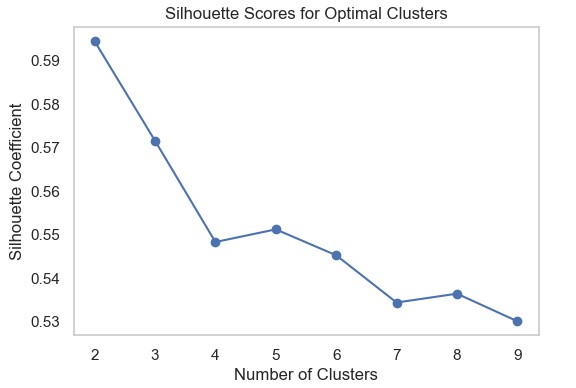 Silhouette Scores for Optimal Clusters
Silhouette Coefficient
0.59
0.58
0.57
0.56
0.55
0.54
0.53
2 3 4 5 6 7 8 9
Number of Clusters